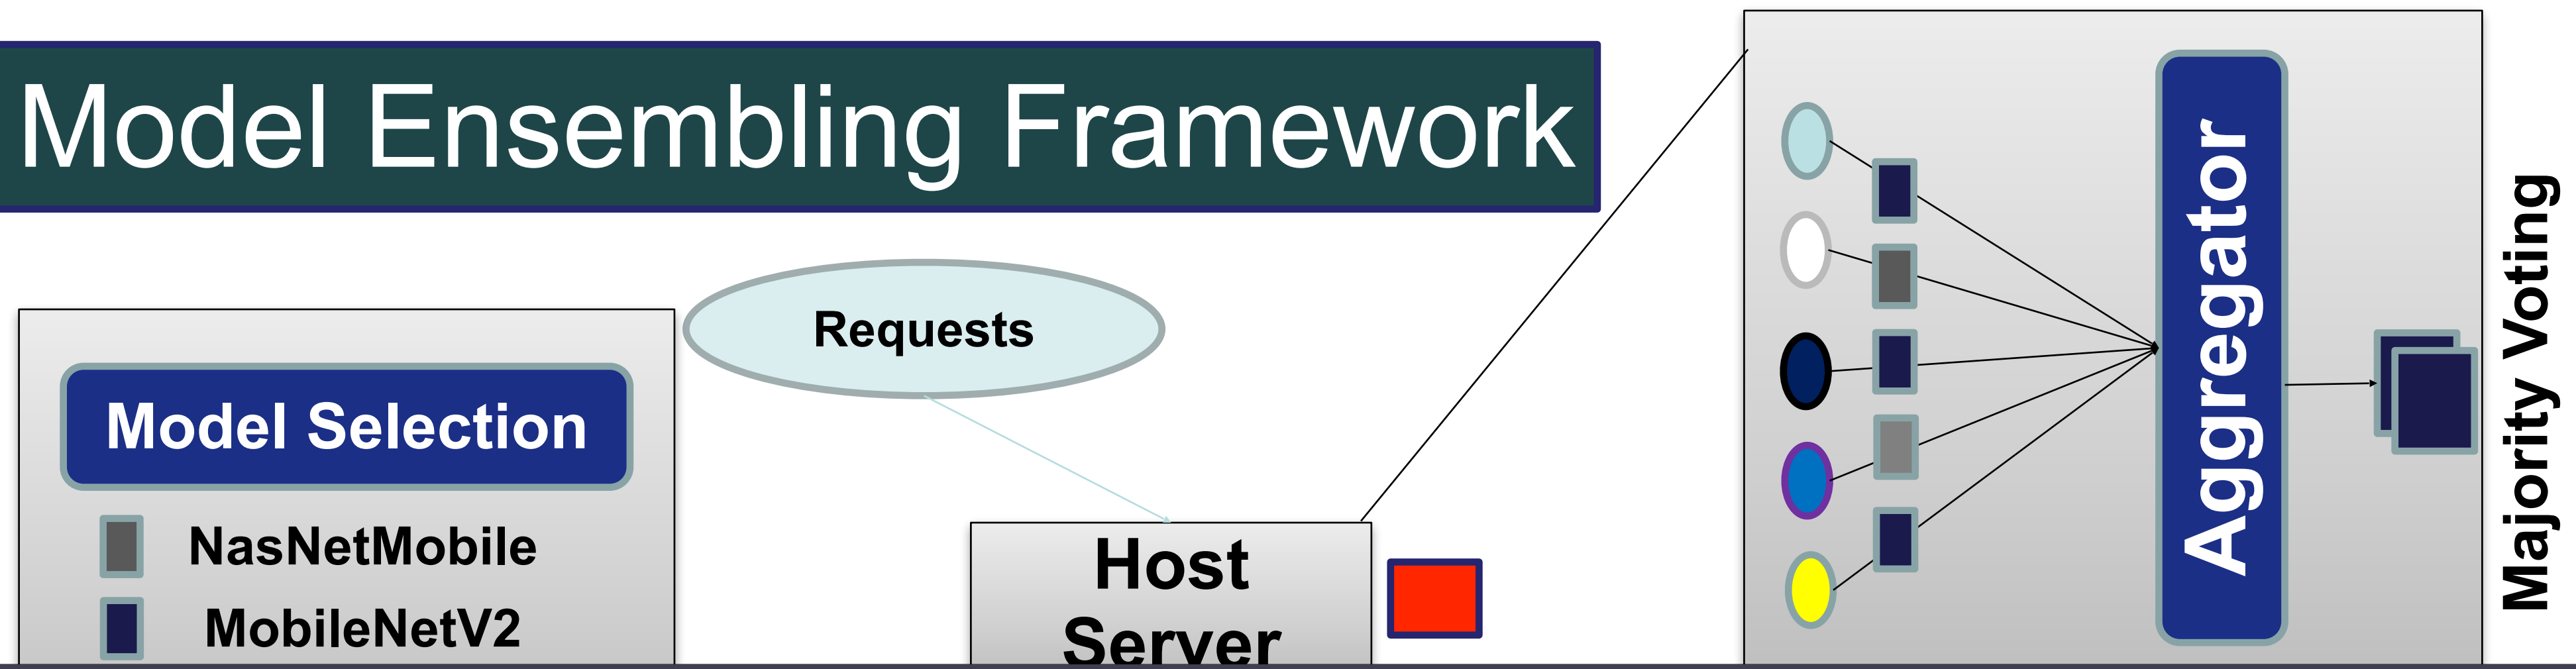 Model Ensembling Framework
Requests
Model Selection
NasNetMobile
MobileNetV2
Host
Server
Aggregator
Majority Voting